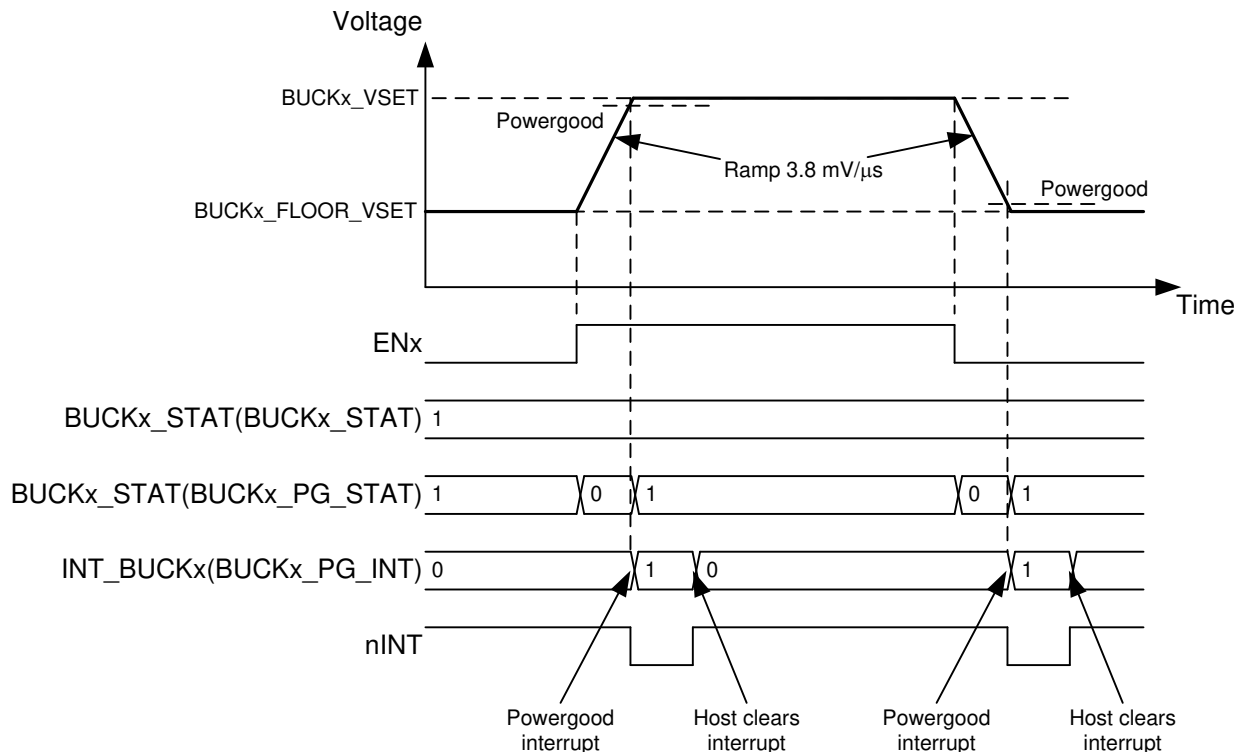 Voltage
BUCKx_VSET
Powergood
Ramp 3.8 mV/μs
Powergood
BUCKx_FLOOR_VSET
Time
ENx
BUCKx_STAT(BUCKx_STAT) 1
BUCKx_STAT(BUCKx_PG_STAT) 1 0 1 0 1
INT_BUCKx(BUCKx_PG_INT) 0 1 0 1
nINT
Powergood interrupt
Host clears interrupt
Powergood interrupt
Host clears interrupt